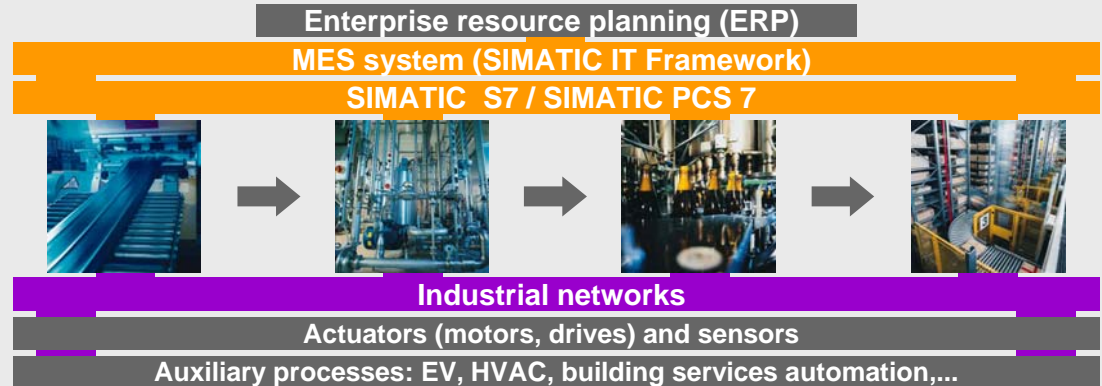 Enterprise resource planning (ERP)
MES system (SIMATIC IT Framework)
SIMATIC S7 / SIMATIC PCS 7
Industrial networks
Actuators (motors, drives) and sensors
Auxiliary processes: EV, HVAC, building services automation,...